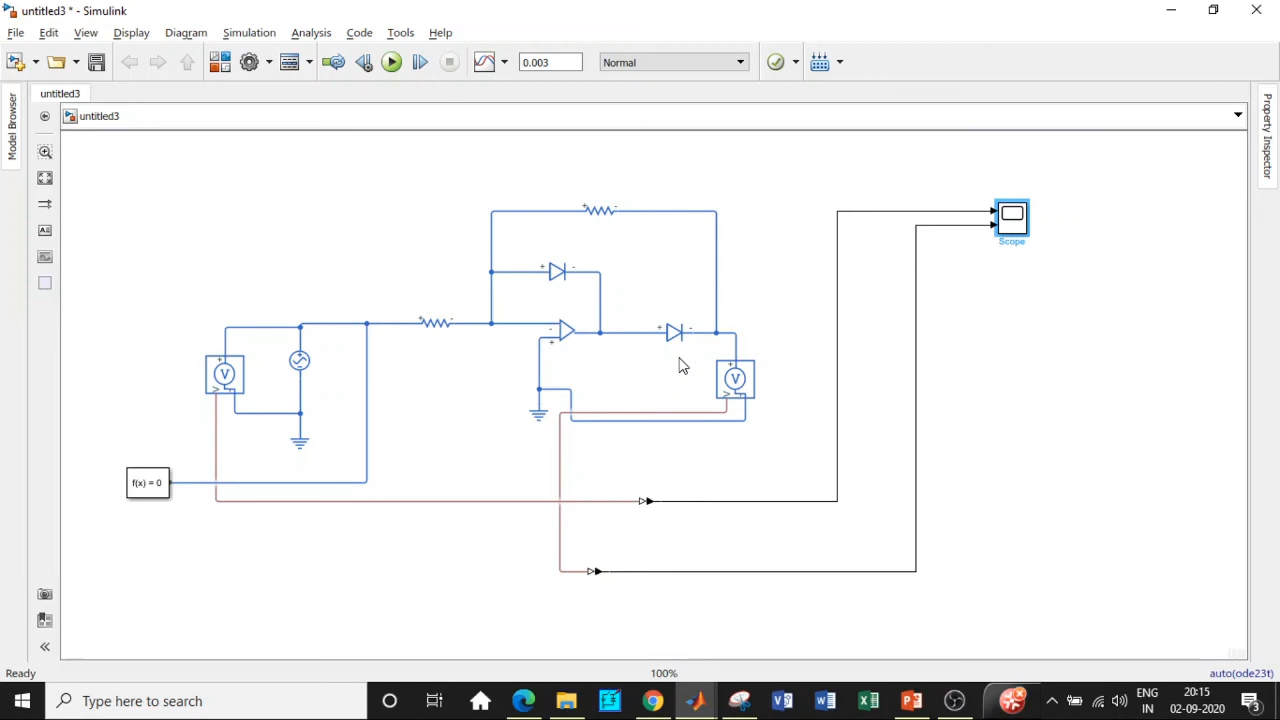 untitled3 * - Simulink
File Edit View Display Diagram Simulation Analysis Code Tools Help
0.003 Normal
untitled3
untitled3
Model Browser
Property Inspector
Scope
+ -
+ -
+ -
- +
+ -
+
V
+
V
f(x) = 0
Ready 100% auto(ode23t)
Type here to search
ENG
IN
20:15
02-09-2020
3